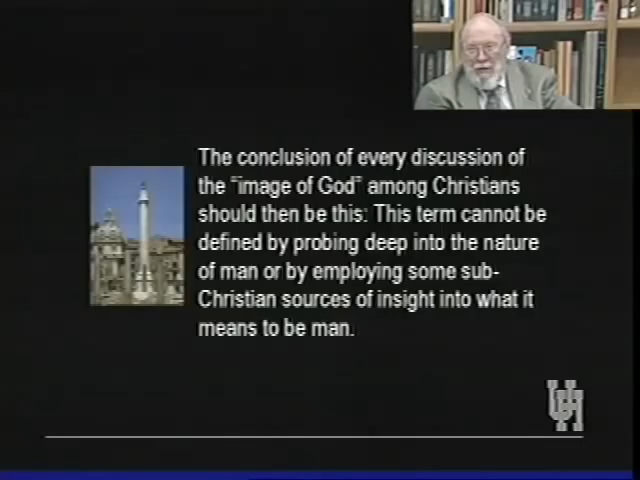 The conclusion of every discussion of
the "image of God" among Christians
should then be this: This term cannot be
defined by probing deep into the nature
of man or by employing some sub-
Christian sources of insight into what it
means to be man.
UH